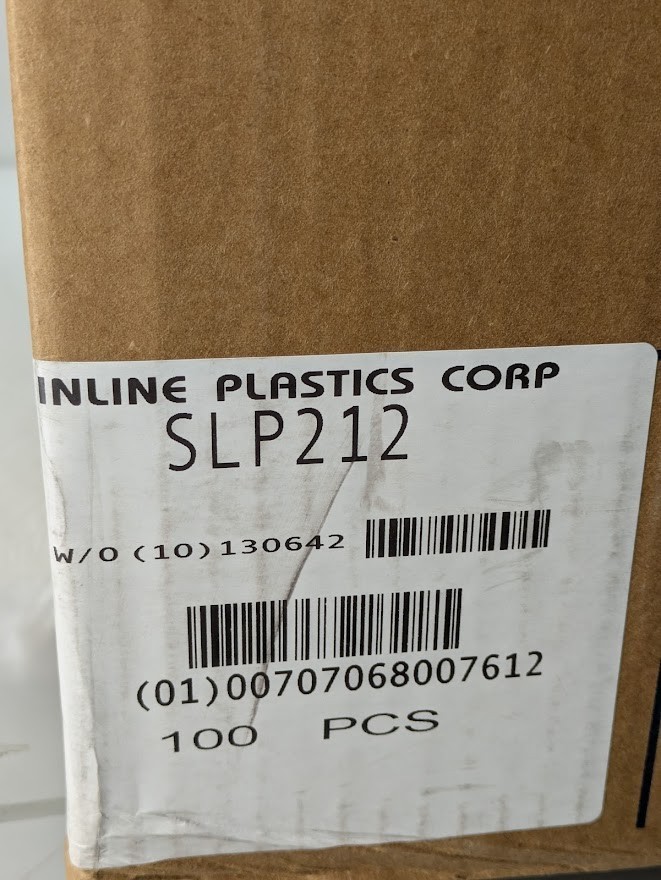 INLINE PLASTICS CORP
SLP212
W/O (10)130642
(01)00707068007612
100 PCS